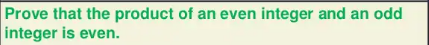 Prove that the product of an even integer and an odd
integer is even.